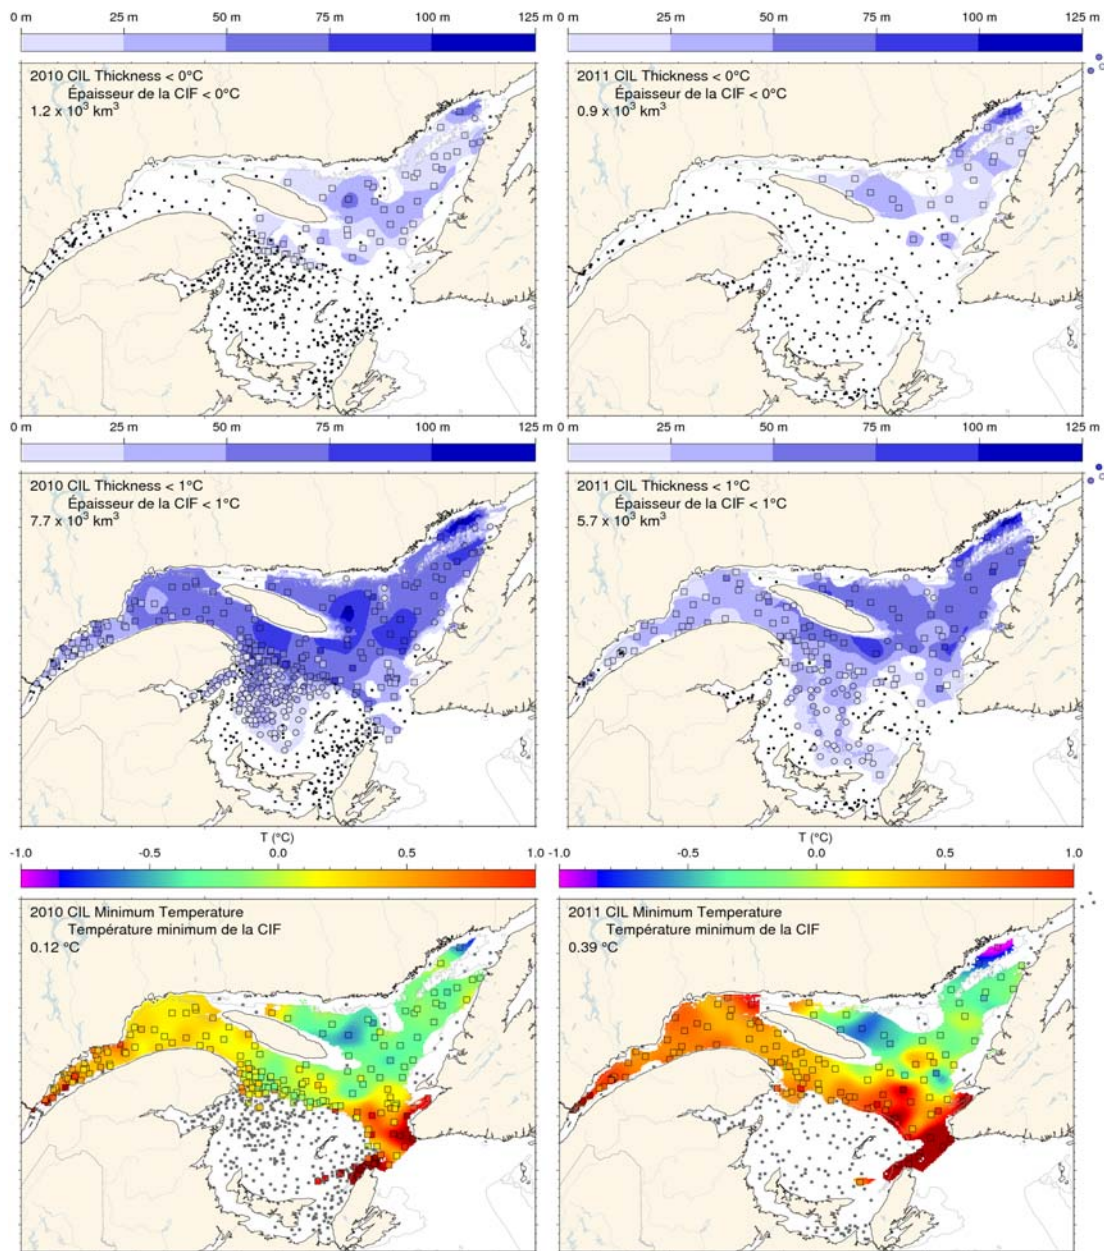 0 m 25 m 50 m 75 m 100 m 125 m
0 m 25 m 50 m 75 m 100 m 125 m
2010 CIL Thickness < 0°C
Épaisseur de la CIF < 0°C
1.2 x 10³ km³
2011 CIL Thickness < 0°C
Épaisseur de la CIF < 0°C
0.9 x 10³ km³
0 m 25 m 50 m 75 m 100 m 125 m
0 m 25 m 50 m 75 m 100 m 125 m
2010 CIL Thickness < 1°C
Épaisseur de la CIF < 1°C
7.7 x 10³ km³
2011 CIL Thickness < 1°C
Épaisseur de la CIF < 1°C
5.7 x 10³ km³
T (°C)
-1.0 -0.5 0.0 0.5 1.0
T (°C)
-1.0 -0.5 0.0 0.5 1.0
2010 CIL Minimum Temperature
Température minimum de la CIF
0.12 °C
2011 CIL Minimum Temperature
Température minimum de la CIF
0.39 °C